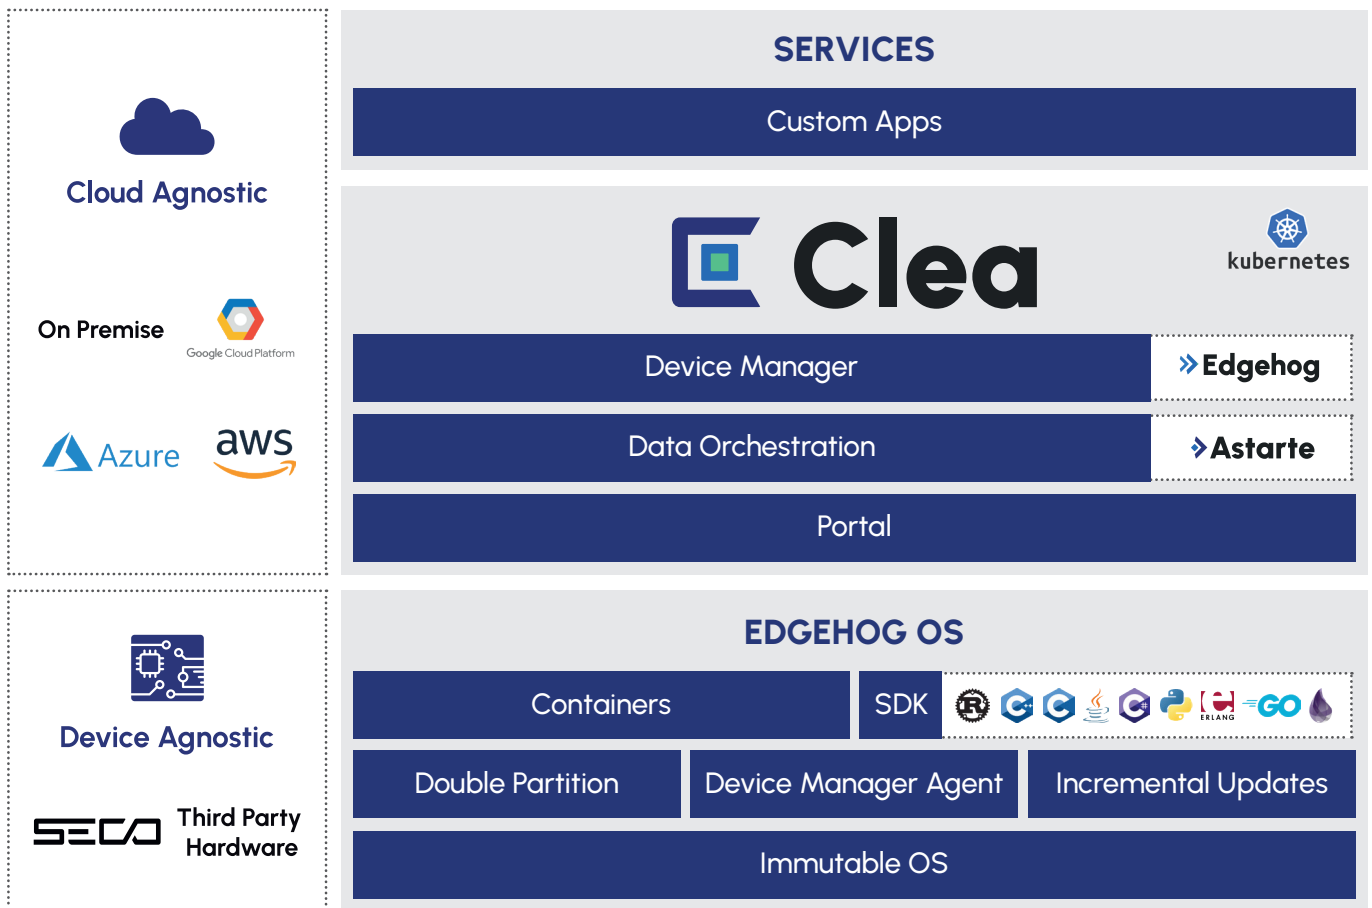 SERVICES
Custom Apps
Cloud Agnostic
On Premise
Google Cloud Platform
Azure
aws
Clea
kubernetes
Device Manager
Edgehog
Data Orchestration
Astarte
Portal
Device Agnostic
SECO
Third Party
Hardware
EDGEHOG OS
Containers
SDK
R
C++
C
Java
C#
ERLANG
GO
Double Partition
Device Manager Agent
Incremental Updates
Immutable OS